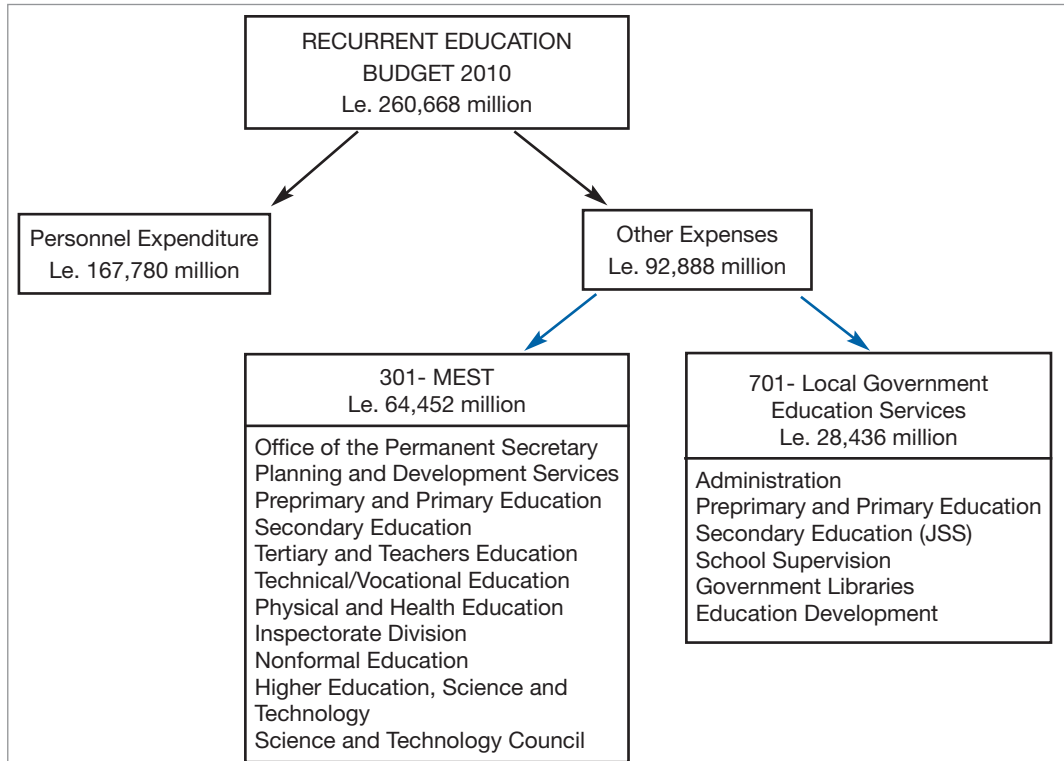 RECURRENT EDUCATION
BUDGET 2010
Le. 260,668 million
Personnel Expenditure
Le. 167,780 million
Other Expenses
Le. 92,888 million
301- MEST
Le. 64,452 million
Office of the Permanent Secretary
Planning and Development Services
Preprimary and Primary Education
Secondary Education
Tertiary and Teachers Education
Technical/Vocational Education
Physical and Health Education
Inspectorate Division
Nonformal Education
Higher Education, Science and
Technology
Science and Technology Council
701- Local Government
Education Services
Le. 28,436 million
Administration
Preprimary and Primary Education
Secondary Education (JSS)
School Supervision
Government Libraries
Education Development